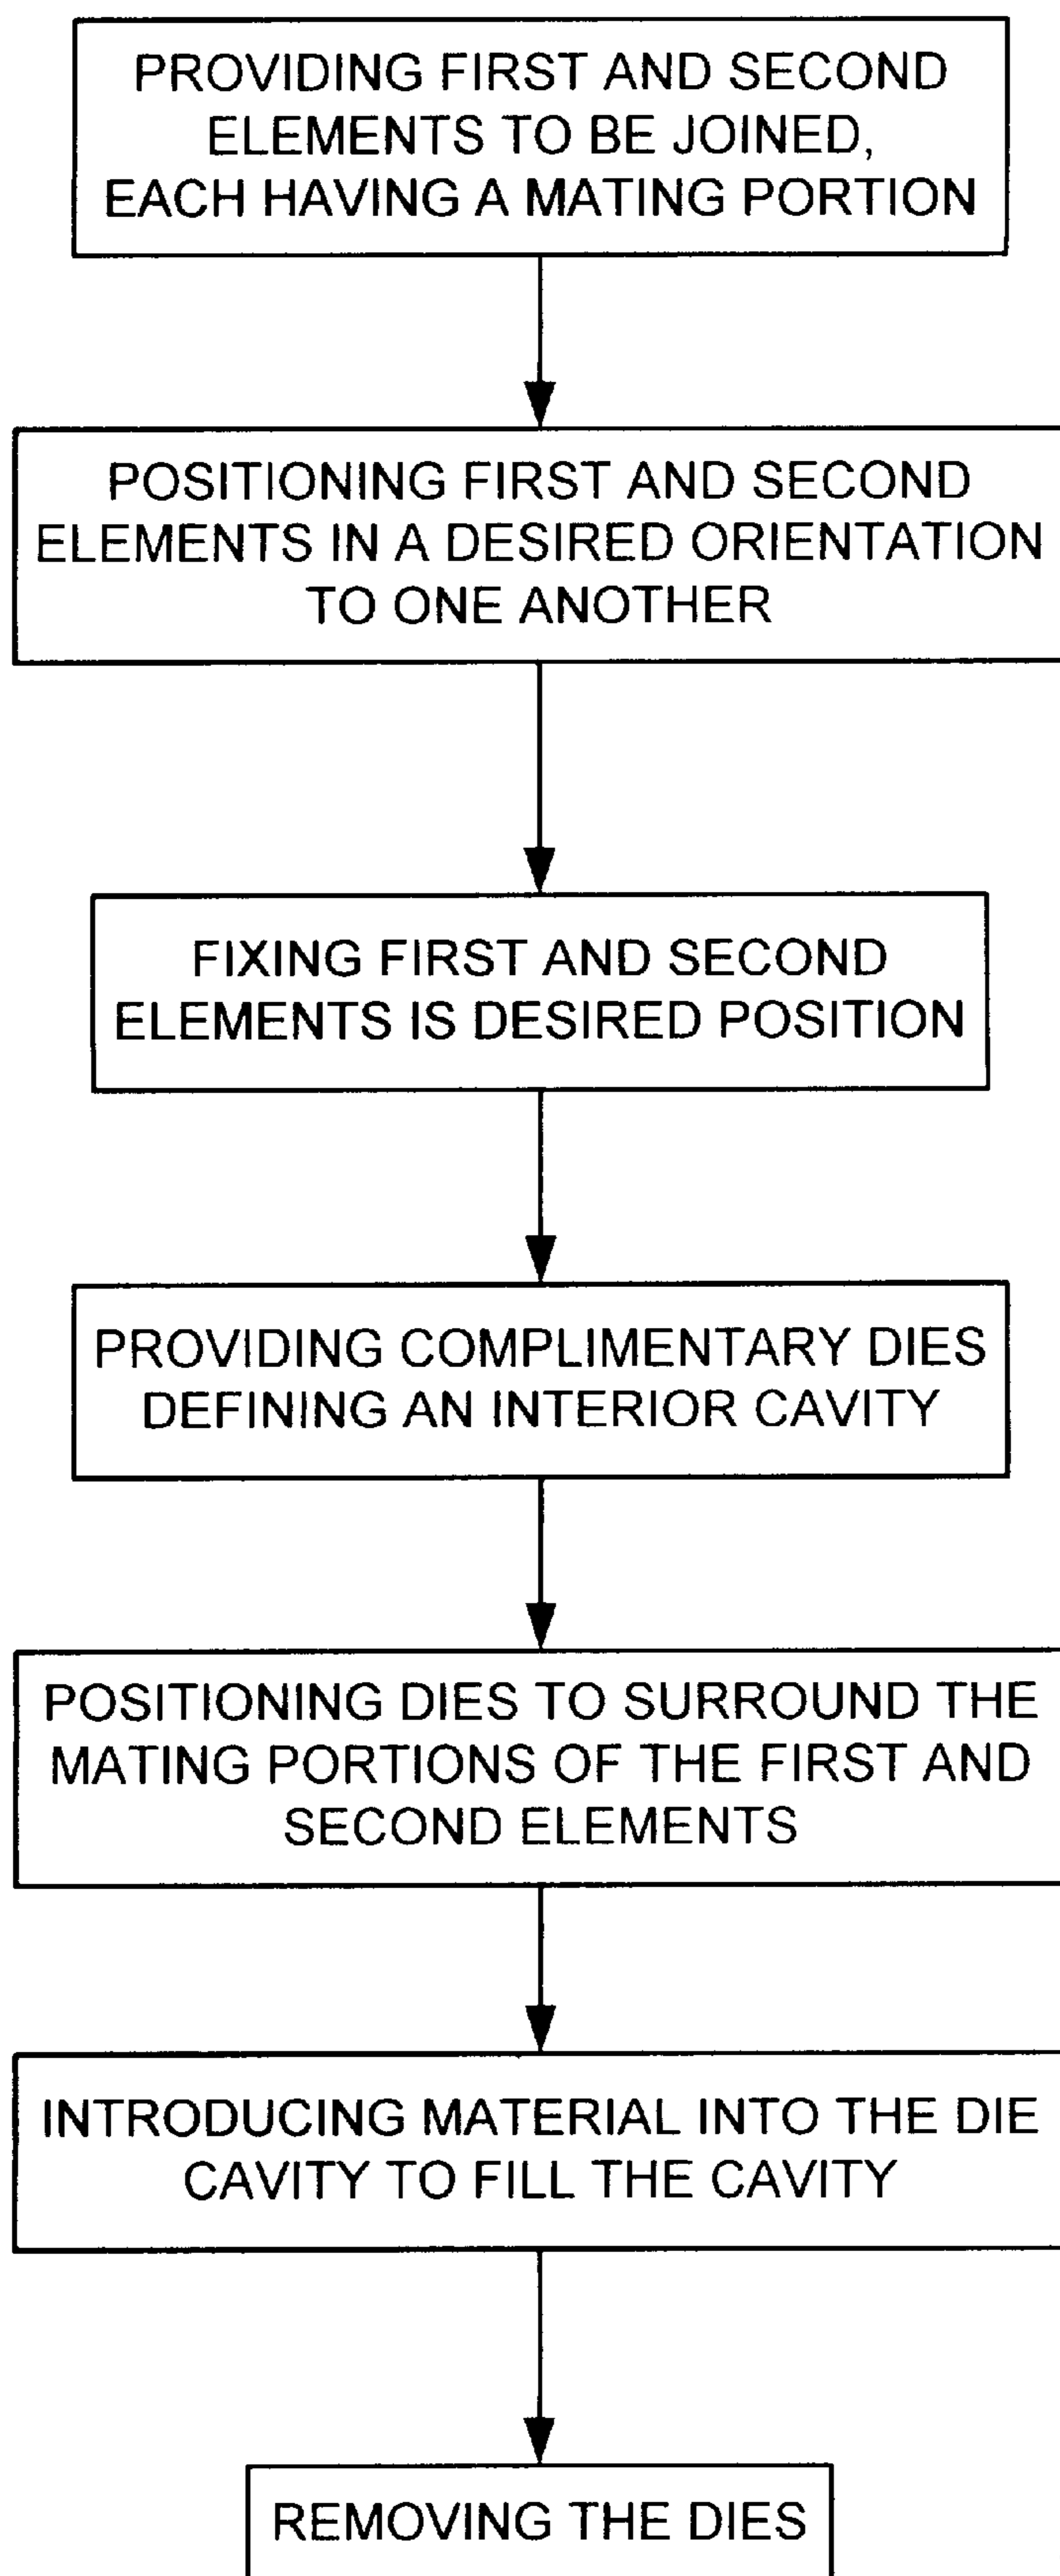 PROVIDING FIRST AND SECOND
ELEMENTS TO BE JOINED,
EACH HAVING A MATING PORTION
POSITIONING FIRST AND SECOND
ELEMENTS IN A DESIRED ORIENTATION
TO ONE ANOTHER
FIXING FIRST AND SECOND
ELEMENTS IS DESIRED POSITION
PROVIDING COMPLIMENTARY DIES
DEFINING AN INTERIOR CAVITY
POSITIONING DIES TO SURROUND THE
MATING PORTIONS OF THE FIRST AND
SECOND ELEMENTS
INTRODUCING MATERIAL INTO THE DIE
CAVITY TO FILL THE CAVITY
REMOVING THE DIES